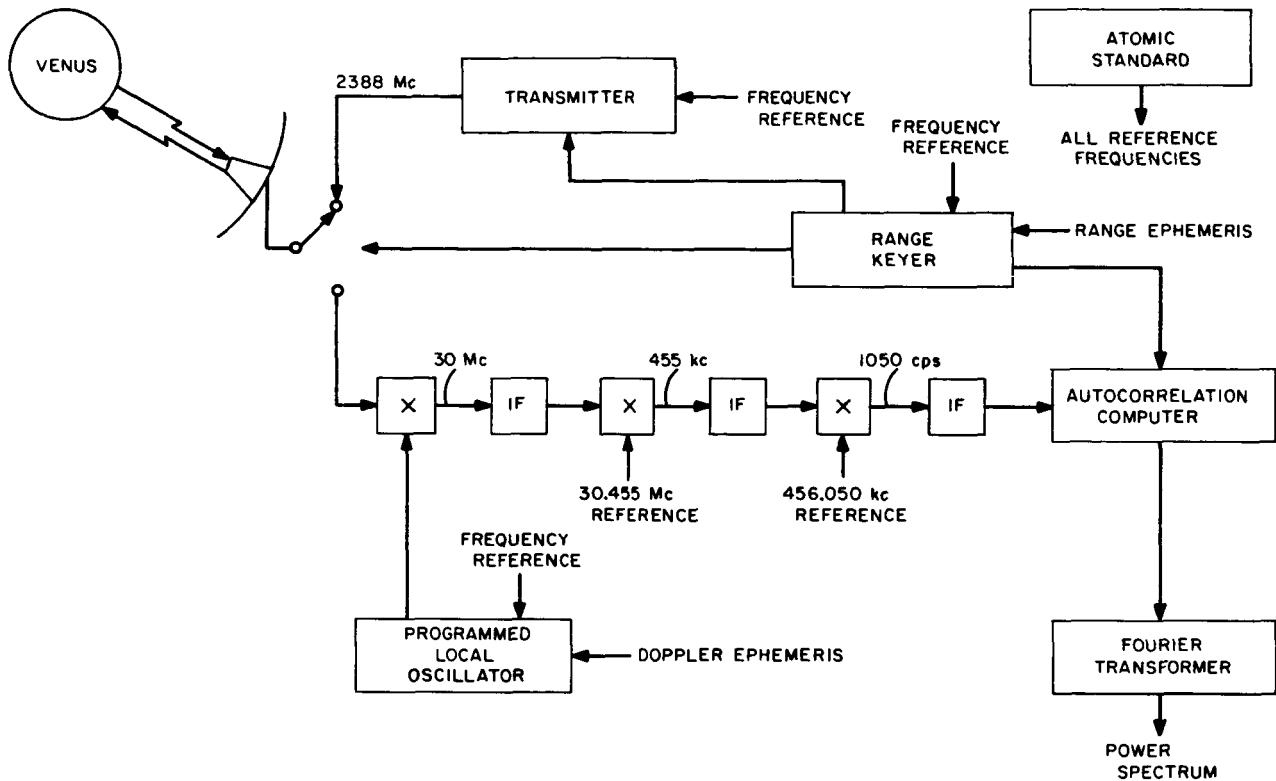 VENUS
2388 Mc
TRANSMITTER
FREQUENCY
REFERENCE
ATOMIC
STANDARD
ALL REFERENCE
FREQUENCIES
FREQUENCY
REFERENCE
RANGE
KEYER
RANGE EPHEMERIS
30 Mc
455 kc
1050 cps
X
IF
X
IF
X
IF
AUTOCORRELATION
COMPUTER
30.455 Mc
REFERENCE
456.050 kc
REFERENCE
FREQUENCY
REFERENCE
PROGRAMMED
LOCAL
OSCILLATOR
DOPPLER EPHEMERIS
FOURIER
TRANSFORMER
POWER
SPECTRUM